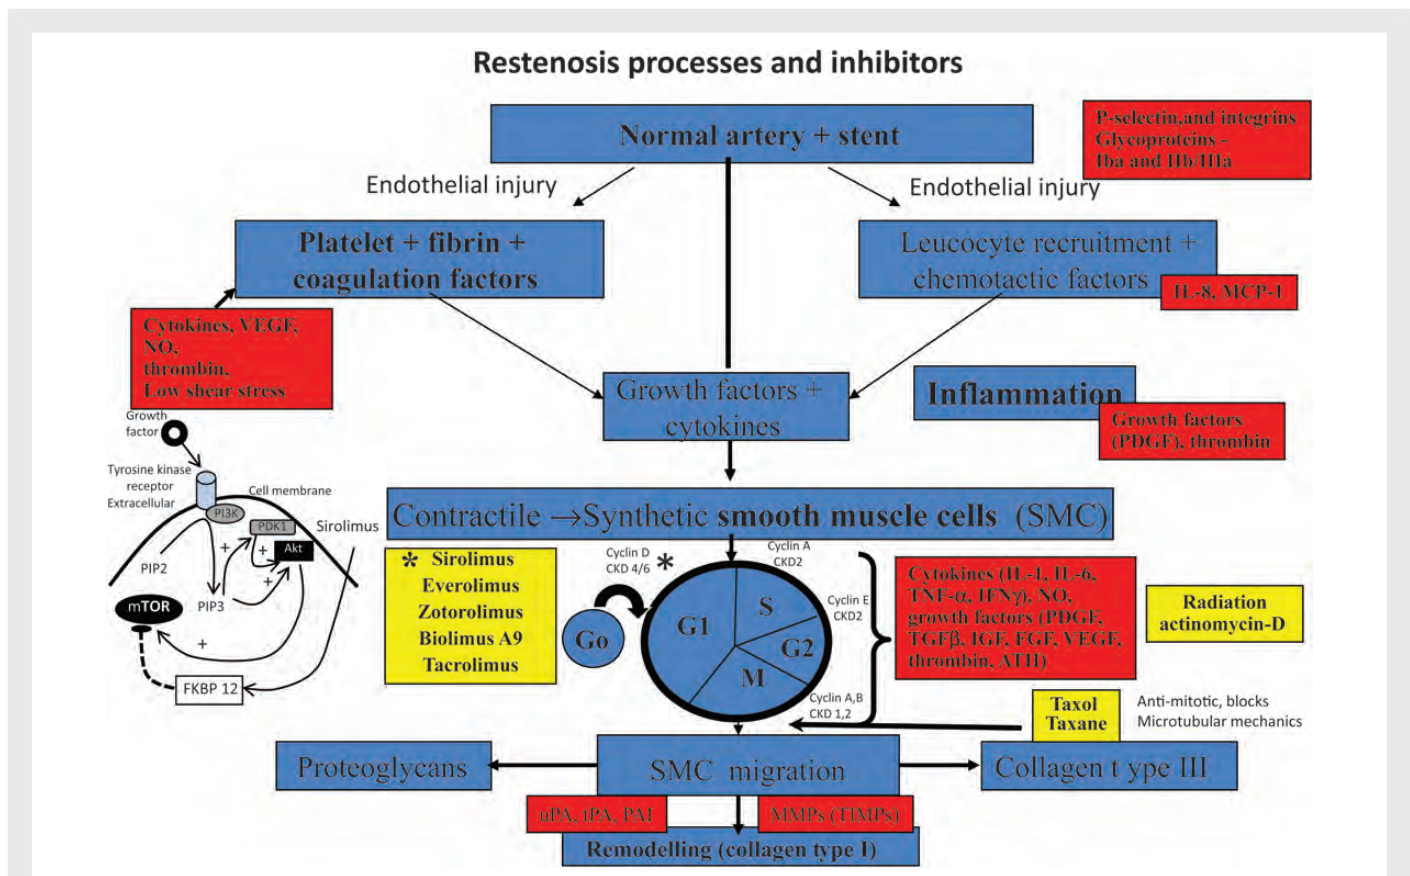 Restenosis processes and inhibitors
Normal artery + stent
P-selectin,and integrins
Glycoproteins -
Iba and IIb/IIIa
Endothelial injury
Endothelial injury
Platelet + fibrin +
coagulation factors
Leucocyte recruitment +
chemotactic factors
IL-8, MCP-1
Cytokines, VEGF,
NO,
thrombin,
Low shear stress
Growth factors +
cytokines
Inflammation
Growth factors
(PDGF), thrombin
Growth
factor
Tyrosine kinase
receptor
Extracellular
Cell membrane
PI3K
PDK1
Sirolimus
Akt
+
+
+
PIP2
PIP3
mTOR
+
FKBP 12
Contractile →Synthetic smooth muscle cells (SMC)
* Sirolimus
Everolimus
Zotorolimus
Biolimus A9
Tacrolimus
Cyclin D
CKD 4/6 *
Cyclin A
CKD2
Cyclin E
CKD2
Cyclin A,B
CKD 1,2
Go
G1
S
G2
M
Cytokines (IL-1, IL-6,
TNF-α, IFNγ), NO,
growth factors (PDGF,
TGFβ, IGF, FGF, VEGF,
thrombin, ATII)
Radiation
actinomycin-D
Taxol
Taxane
Anti-mitotic, blocks
Microtubular mechanics
Proteoglycans
SMC migration
Collagen t ype III
uPA, tPA, PAI
MMPs (TIMPs)
Remodelling (collagen type I)